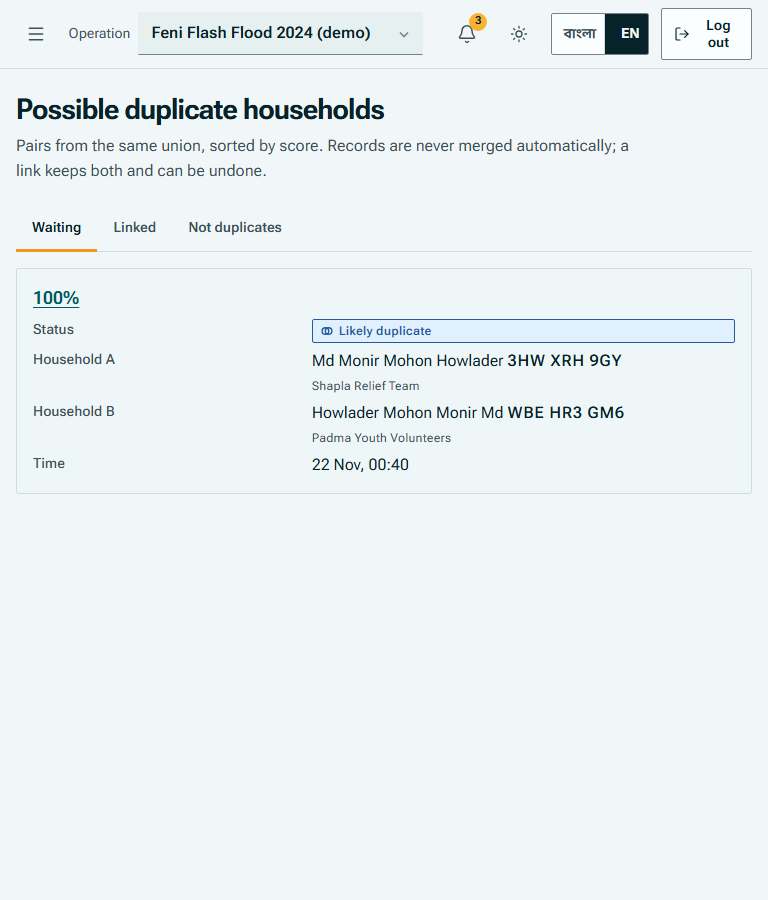 Operation
Feni Flash Flood 2024 (demo)
3
বাংলা
EN
Log out
Possible duplicate households
Pairs from the same union, sorted by score. Records are never merged automatically; a
link keeps both and can be undone.
Waiting
Linked
Not duplicates
100%
Status
Likely duplicate
Household A
Md Monir Mohon Howlader 3HW XRH 9GY
Shapla Relief Team
Household B
Howlader Mohon Monir Md WBE HR3 GM6
Padma Youth Volunteers
Time
22 Nov, 00:40